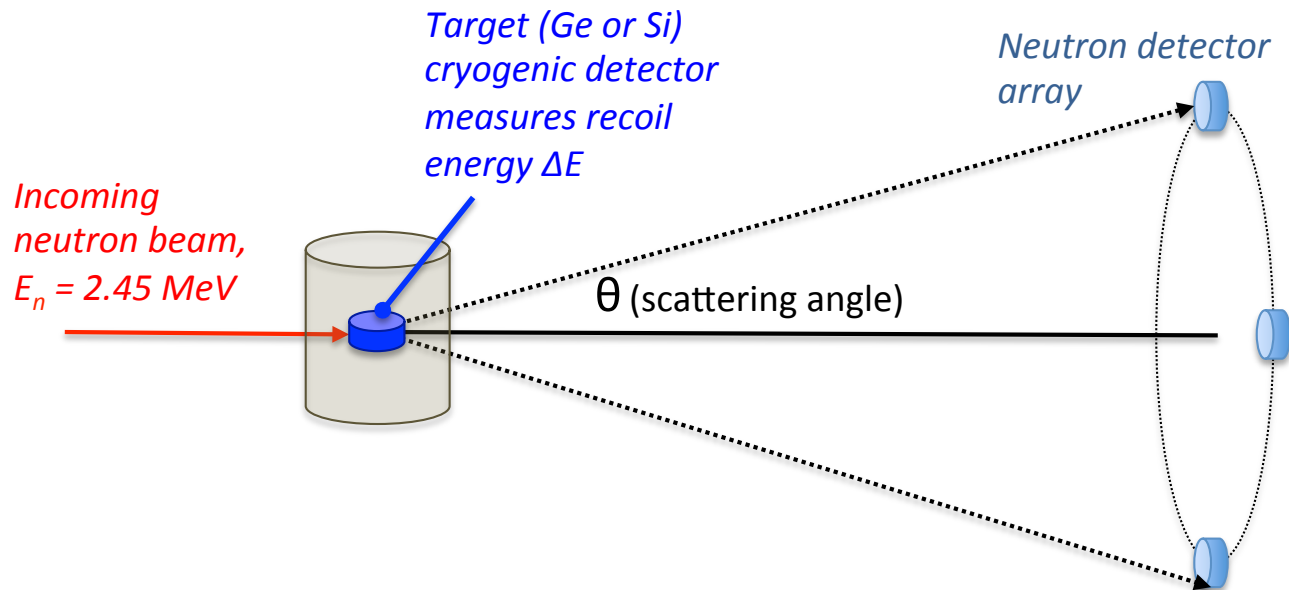 Target (Ge or Si)
cryogenic detector
measures recoil
energy ΔE
Neutron detector
array
Incoming
neutron beam,
Eₙ = 2.45 MeV
θ (scattering angle)